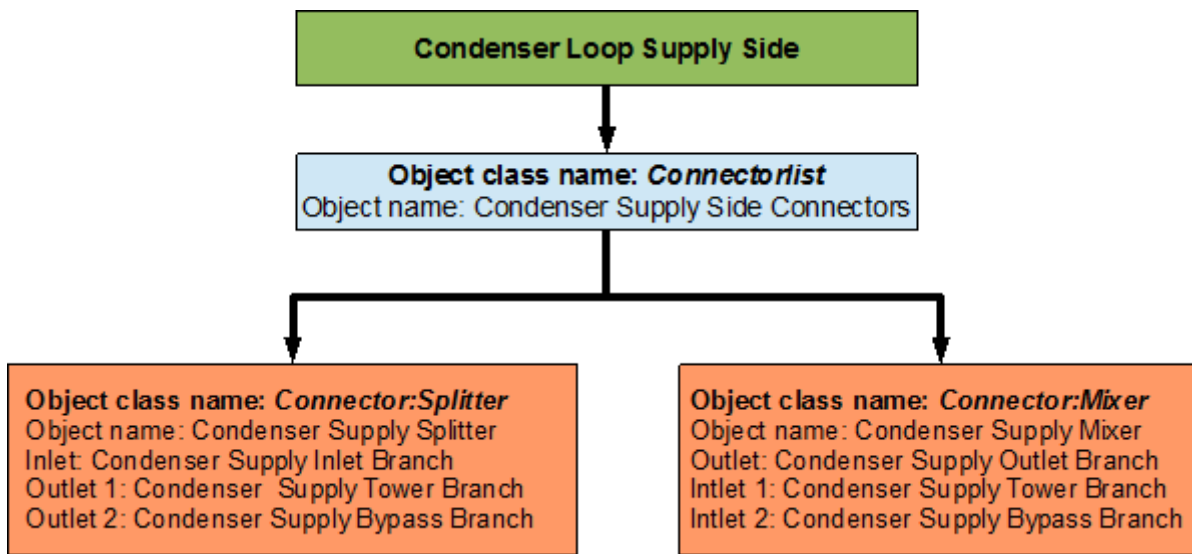 Condenser Loop Supply Side
Object class name: Connectorlist
Object name: Condenser Supply Side Connectors
Object class name: Connector:Splitter
Object name: Condenser Supply Splitter
Inlet: Condenser Supply Inlet Branch
Outlet 1: Condenser  Supply Tower Branch
Outlet 2: Condenser Supply Bypass Branch
Object class name: Connector:Mixer
Object name: Condenser Supply Mixer
Outlet: Condenser Supply Outlet Branch
Intlet 1: Condenser Supply Tower Branch
Intlet 2: Condenser Supply Bypass Branch